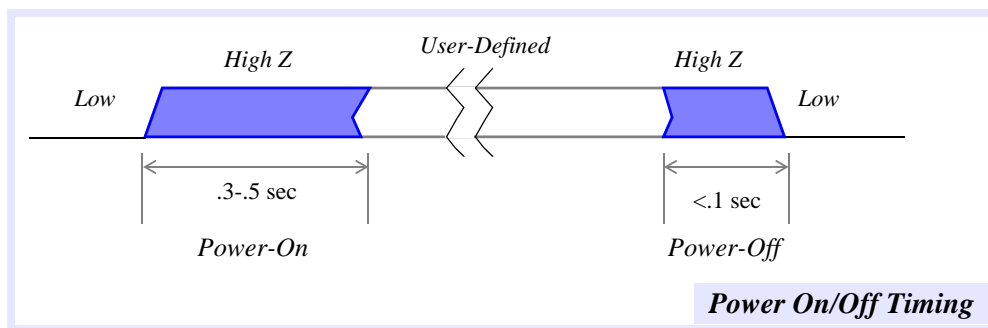 User-Defined
High Z
High Z
Low
Low
.3-.5 sec
<.1 sec
Power-On
Power-Off
Power On/Off Timing